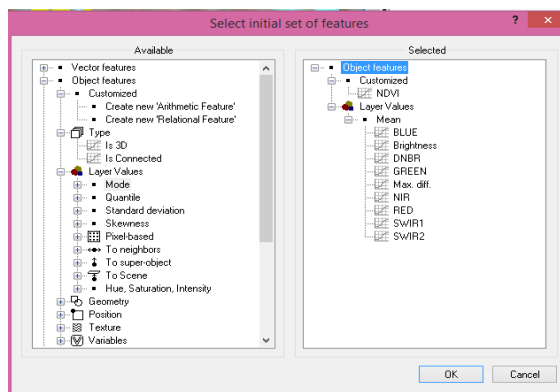 Select initial set of features
?
×
Available
Vector features
Object features
Customized
Create new 'Arithmetic Feature'
Create new 'Relational Feature'
Type
Is 3D
Is Connected
Layer Values
Mode
Quantile
Standard deviation
Skewness
Pixel-based
To neighbors
To super-object
To Scene
Hue, Saturation, Intensity
Geometry
Position
Texture
Variables
Selected
Object features
Customized
NDVI
Layer Values
Mean
BLUE
Brightness
DNBR
GREEN
Max. diff.
NIR
RED
SWIR1
SWIR2
OK
Cancel